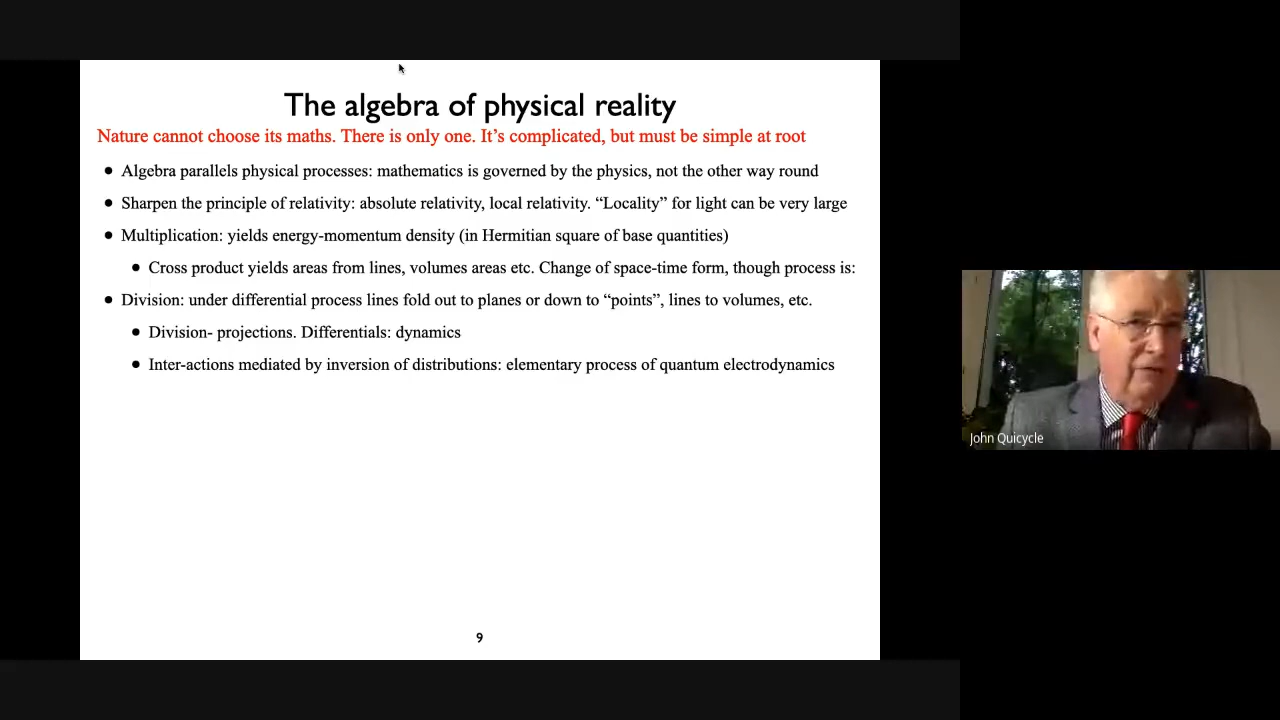 The algebra of physical reality
Nature cannot choose its maths. There is only one. It's complicated, but must be simple at root
• Algebra parallels physical processes: mathematics is governed by the physics, not the other way round
• Sharpen the principle of relativity: absolute relativity, local relativity. “Locality” for light can be very large
• Multiplication: yields energy-momentum density (in Hermitian square of base quantities)
• Cross product yields areas from lines, volumes areas etc. Change of space-time form, though process is:
• Division: under differential process lines fold out to planes or down to “points”, lines to volumes, etc.
• Division- projections. Differentials: dynamics
• Inter-actions mediated by inversion of distributions: elementary process of quantum electrodynamics
9
John Quicycle